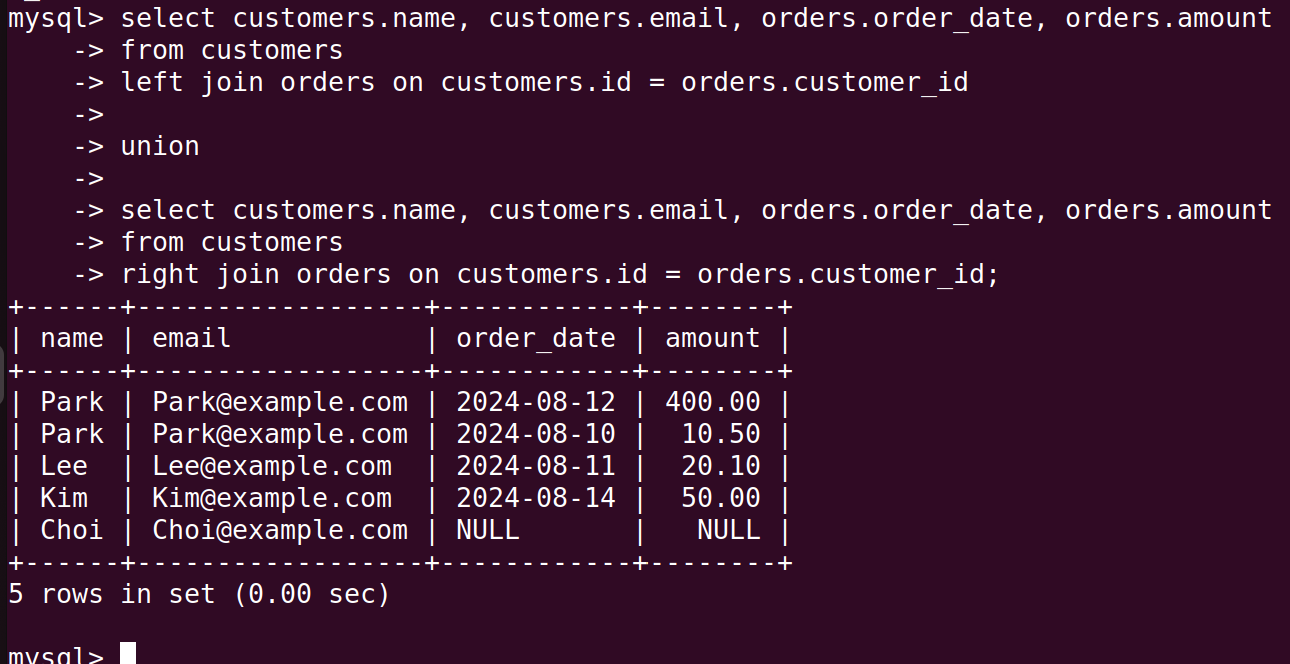 mysql> select customers.name, customers.email, orders.order_date, orders.amount
    -> from customers
    -> left join orders on customers.id = orders.customer_id
    ->
    -> union
    ->
    -> select customers.name, customers.email, orders.order_date, orders.amount
    -> from customers
    -> right join orders on customers.id = orders.customer_id;
+------+------------------+------------+--------+
| name | email            | order_date | amount |
+------+------------------+------------+--------+
| Park | Park@example.com | 2024-08-12 | 400.00 |
| Park | Park@example.com | 2024-08-10 |  10.50 |
| Lee  | Lee@example.com  | 2024-08-11 |  20.10 |
| Kim  | Kim@example.com  | 2024-08-14 |  50.00 |
| Choi | Choi@example.com | NULL       |   NULL |
+------+------------------+------------+--------+
5 rows in set (0.00 sec)

mysql>